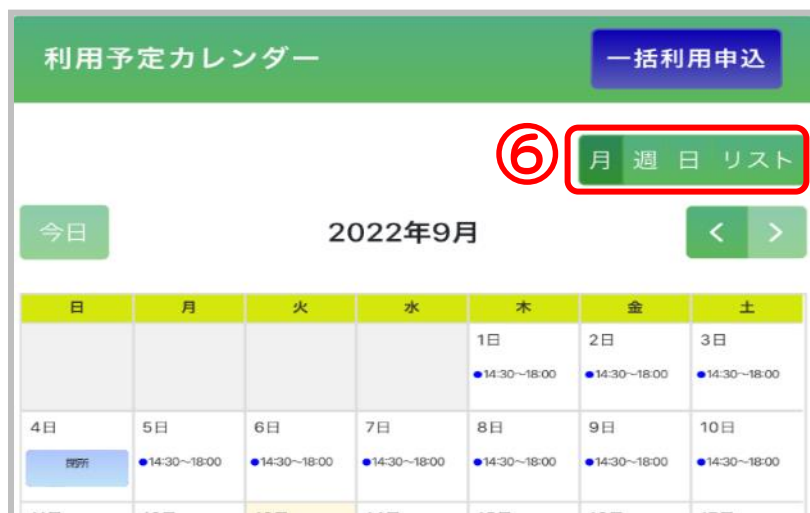 利用予定カレンダー 一括利用申込
⑥ 月 週 日 リスト
今日 2022年9月 < >
日 月 火 水 木 金 土
1日 2日 3日
●14:30～18:00 ●14:30～18:00 ●14:30～18:00
4日 5日 6日 7日 8日 9日 10日
閉所 ●14:30～18:00 ●14:30～18:00 ●14:30～18:00 ●14:30～18:00 ●14:30～18:00 ●14:30～18:00